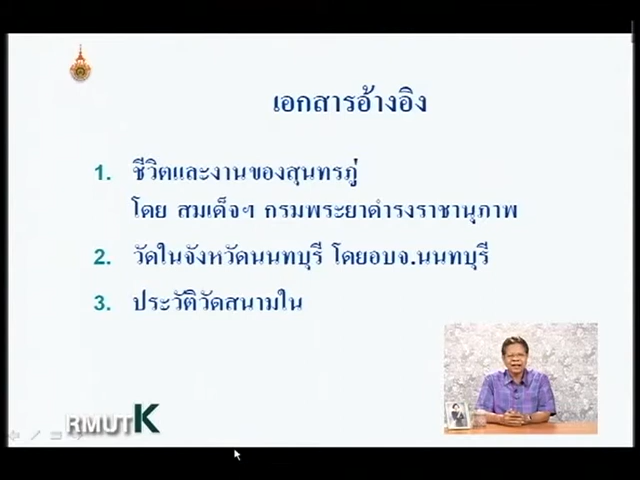 เอกสารอ้างอิง
1. ชีวิตและงานของสุนทรภู่
โดย สมเด็จฯ กรมพระยาดำรงราชานุภาพ
2. วัดในจังหวัดนนทบุรี โดยอบจ.นนทบุรี
3. ประวัติวัดสนามใน
RMUTK